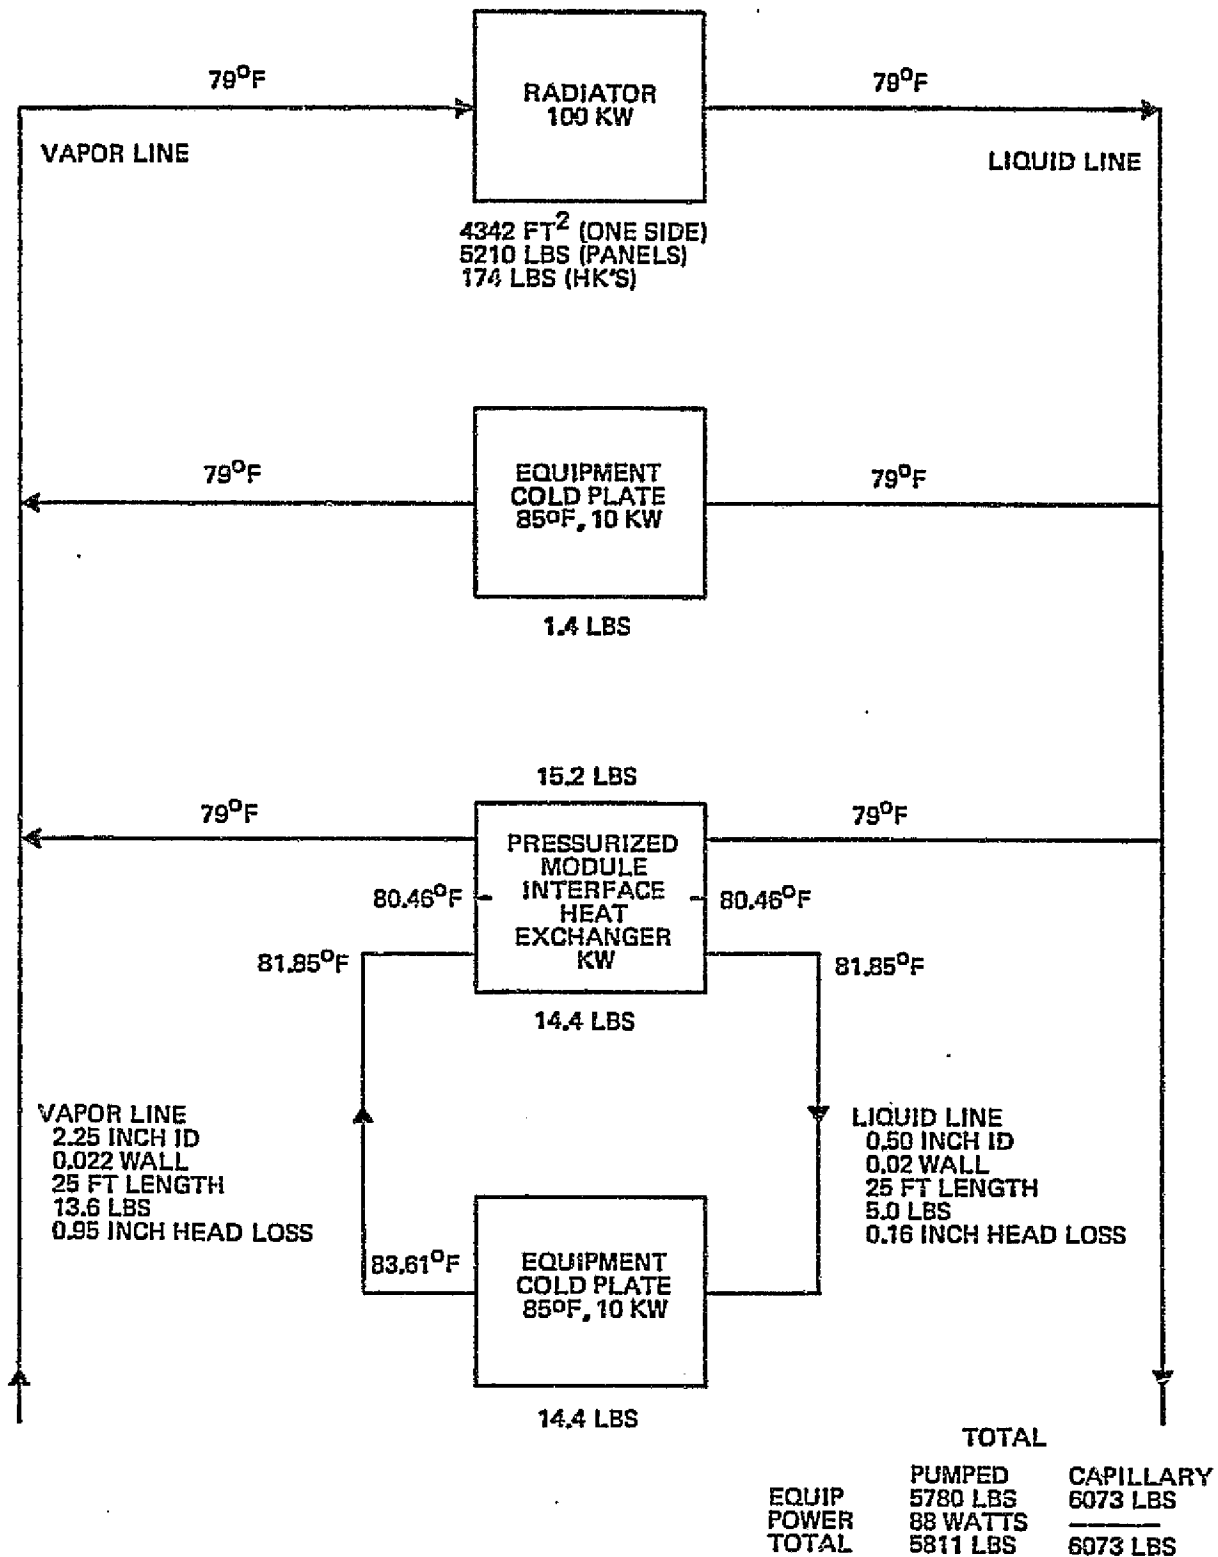 79°F
RADIATOR
100 KW
79°F
VAPOR LINE
LIQUID LINE
4342 FT² (ONE SIDE)
5210 LBS (PANELS)
174 LBS (HK'S)
79°F
EQUIPMENT
COLD PLATE
85°F, 10 KW
79°F
1.4 LBS
15.2 LBS
79°F
PRESSURIZED
MODULE
INTERFACE
HEAT
EXCHANGER
KW
79°F
80.46°F
80.46°F
81.85°F
81.85°F
14.4 LBS
VAPOR LINE
2.25 INCH ID
0.022 WALL
25 FT LENGTH
13.6 LBS
0.95 INCH HEAD LOSS
LIQUID LINE
0.50 INCH ID
0.02 WALL
25 FT LENGTH
5.0 LBS
0.16 INCH HEAD LOSS
83.61°F
EQUIPMENT
COLD PLATE
85°F, 10 KW
14.4 LBS
TOTAL
PUMPED CAPILLARY
EQUIP 5780 LBS 6073 LBS
POWER 88 WATTS
TOTAL 5811 LBS 6073 LBS